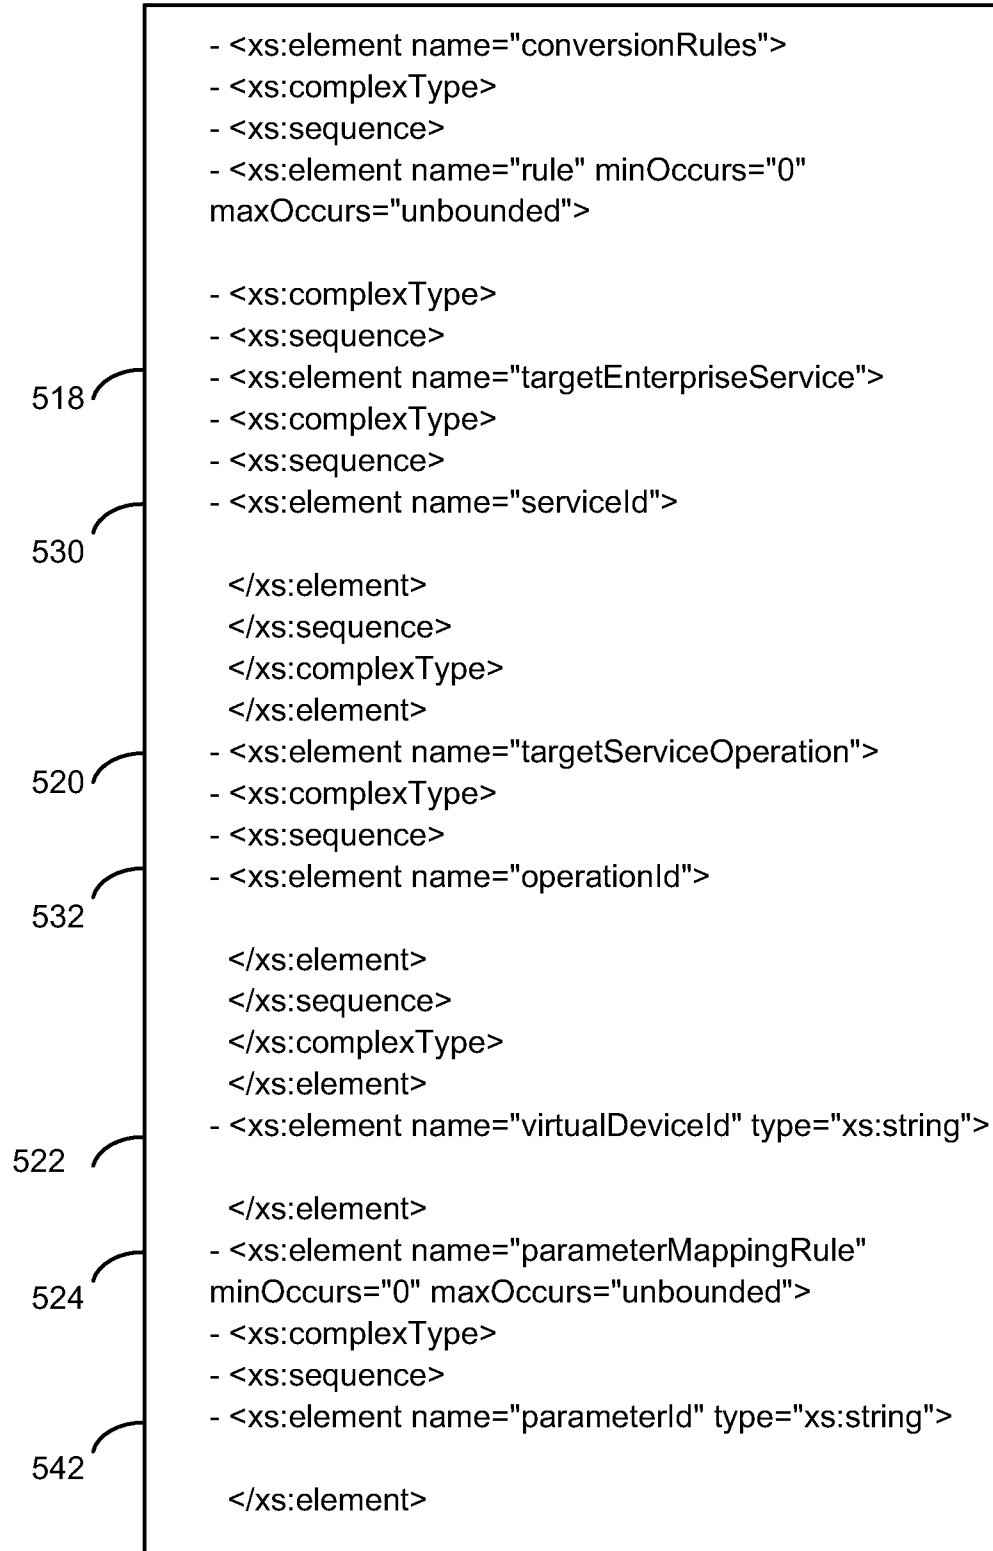 - <xs:element name="conversionRules">
- <xs:complexType>
- <xs:sequence>
- <xs:element name="rule" minOccurs="0"
maxOccurs="unbounded">
- <xs:complexType>
- <xs:sequence>
518
- <xs:element name="targetEnterpriseService">
- <xs:complexType>
- <xs:sequence>
530
- <xs:element name="serviceId">
</xs:element>
</xs:sequence>
</xs:complexType>
</xs:element>
520
- <xs:element name="targetServiceOperation">
- <xs:complexType>
- <xs:sequence>
532
- <xs:element name="operationId">
</xs:element>
</xs:sequence>
</xs:complexType>
</xs:element>
522
- <xs:element name="virtualDeviceId" type="xs:string">
</xs:element>
524
- <xs:element name="parameterMappingRule"
minOccurs="0" maxOccurs="unbounded">
- <xs:complexType>
- <xs:sequence>
542
- <xs:element name="parameterId" type="xs:string">
</xs:element>